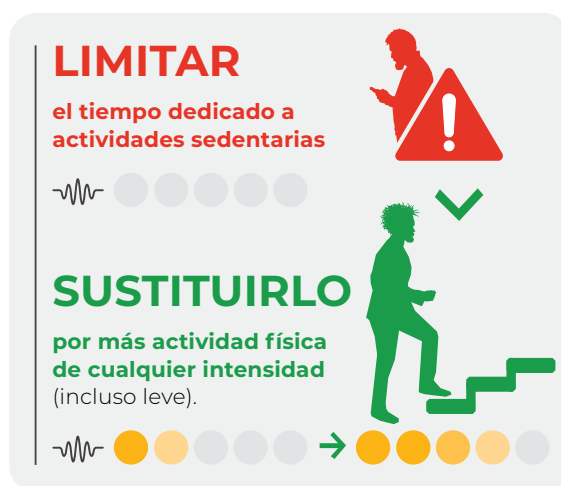 LIMITAR
el tiempo dedicado a
actividades sedentarias
SUSTITUIRLO
por más actividad física
de cualquier intensidad
(incluso leve).